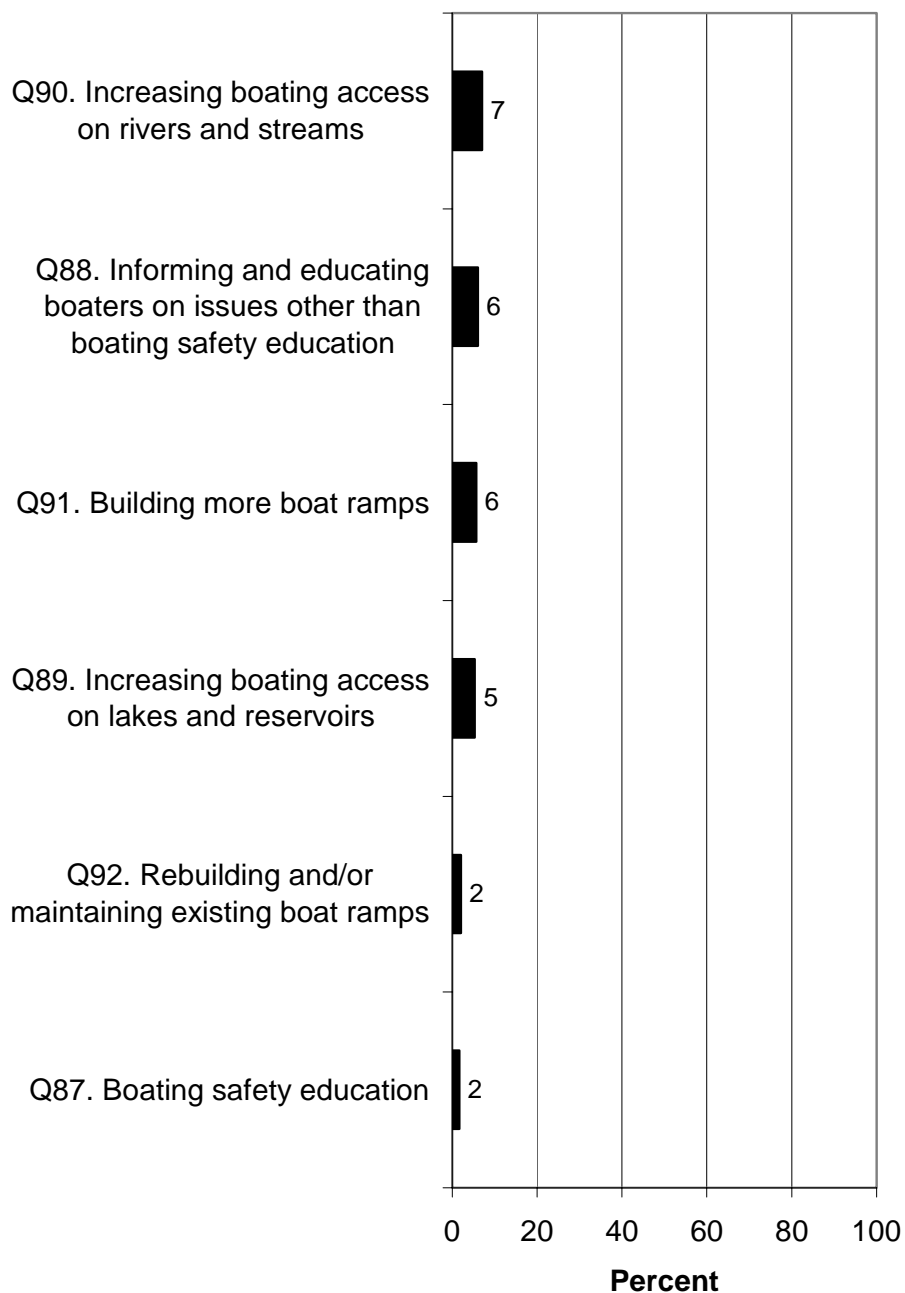 Q90. Increasing boating access
on rivers and streams
7
Q88. Informing and educating
boaters on issues other than
boating safety education
6
Q91. Building more boat ramps
6
Q89. Increasing boating access
on lakes and reservoirs
5
Q92. Rebuilding and/or
maintaining existing boat ramps
2
Q87. Boating safety education
2
0 20 40 60 80 100
Percent